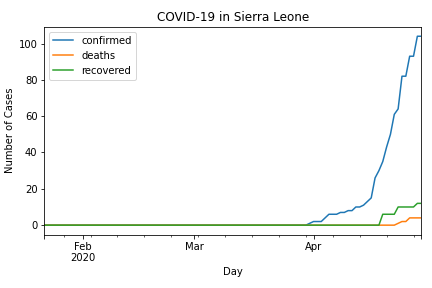 COVID-19 in Sierra Leone
confirmed
deaths
recovered
Number of Cases
100
80
60
40
20
0
Feb
2020
Mar
Apr
Day